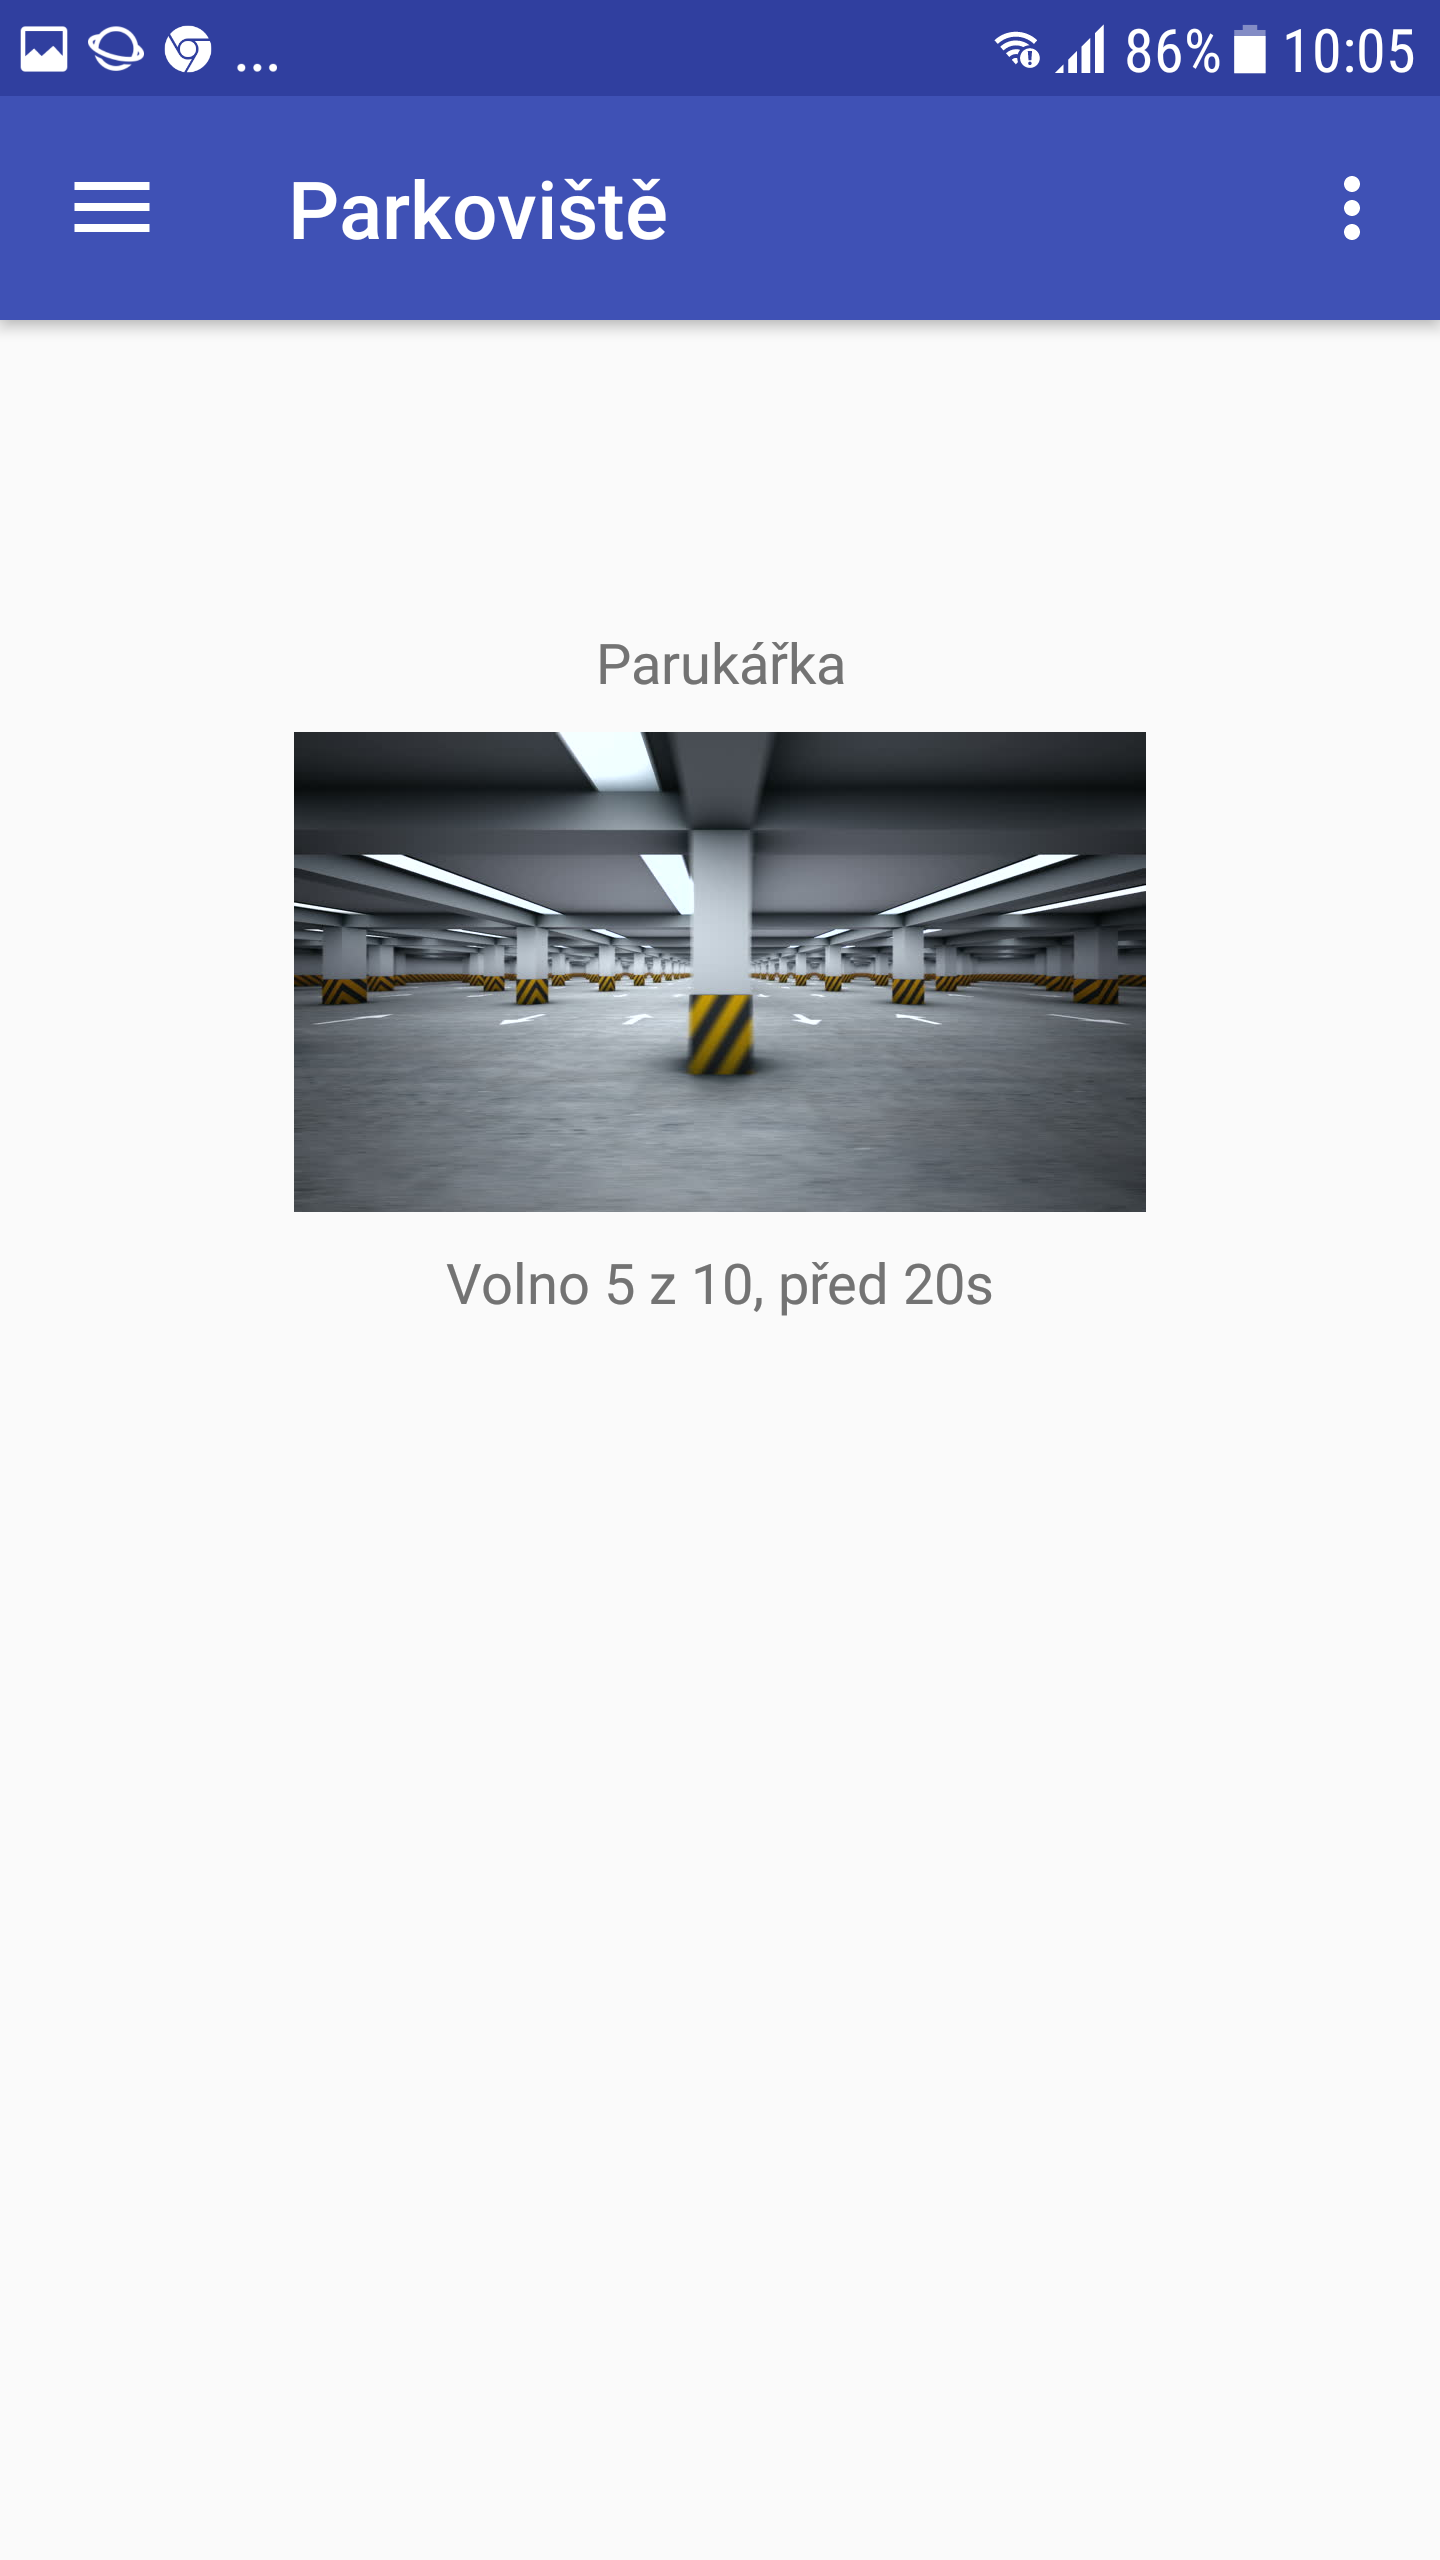 ... 86% 10:05
Parkoviště
Parukářka
Volno 5 z 10, před 20s